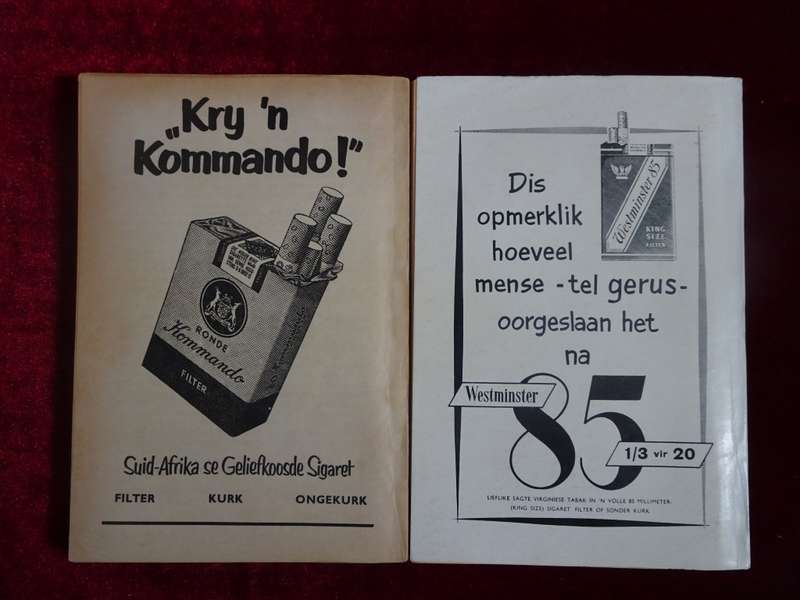 „Kry 'n
Kommando!”
RONDE
Kommando
FILTER
Suid-Afrika se Geliefkoosde Sigaret
FILTER KURK ONGEKURK
Westminster 85
KING
SIZE
FILTER
Dis
opmerklik
hoeveel
mense - tel gerus -
oorgeslaan het
na
Westminster
85
1/3 vir 20
LIEFLIKE SAGTE VIRGINIESE TABAK IN 'N VOLLE 85 MILLIMETER
(KING SIZE) SIGARET FILTER OF SONDER KURK